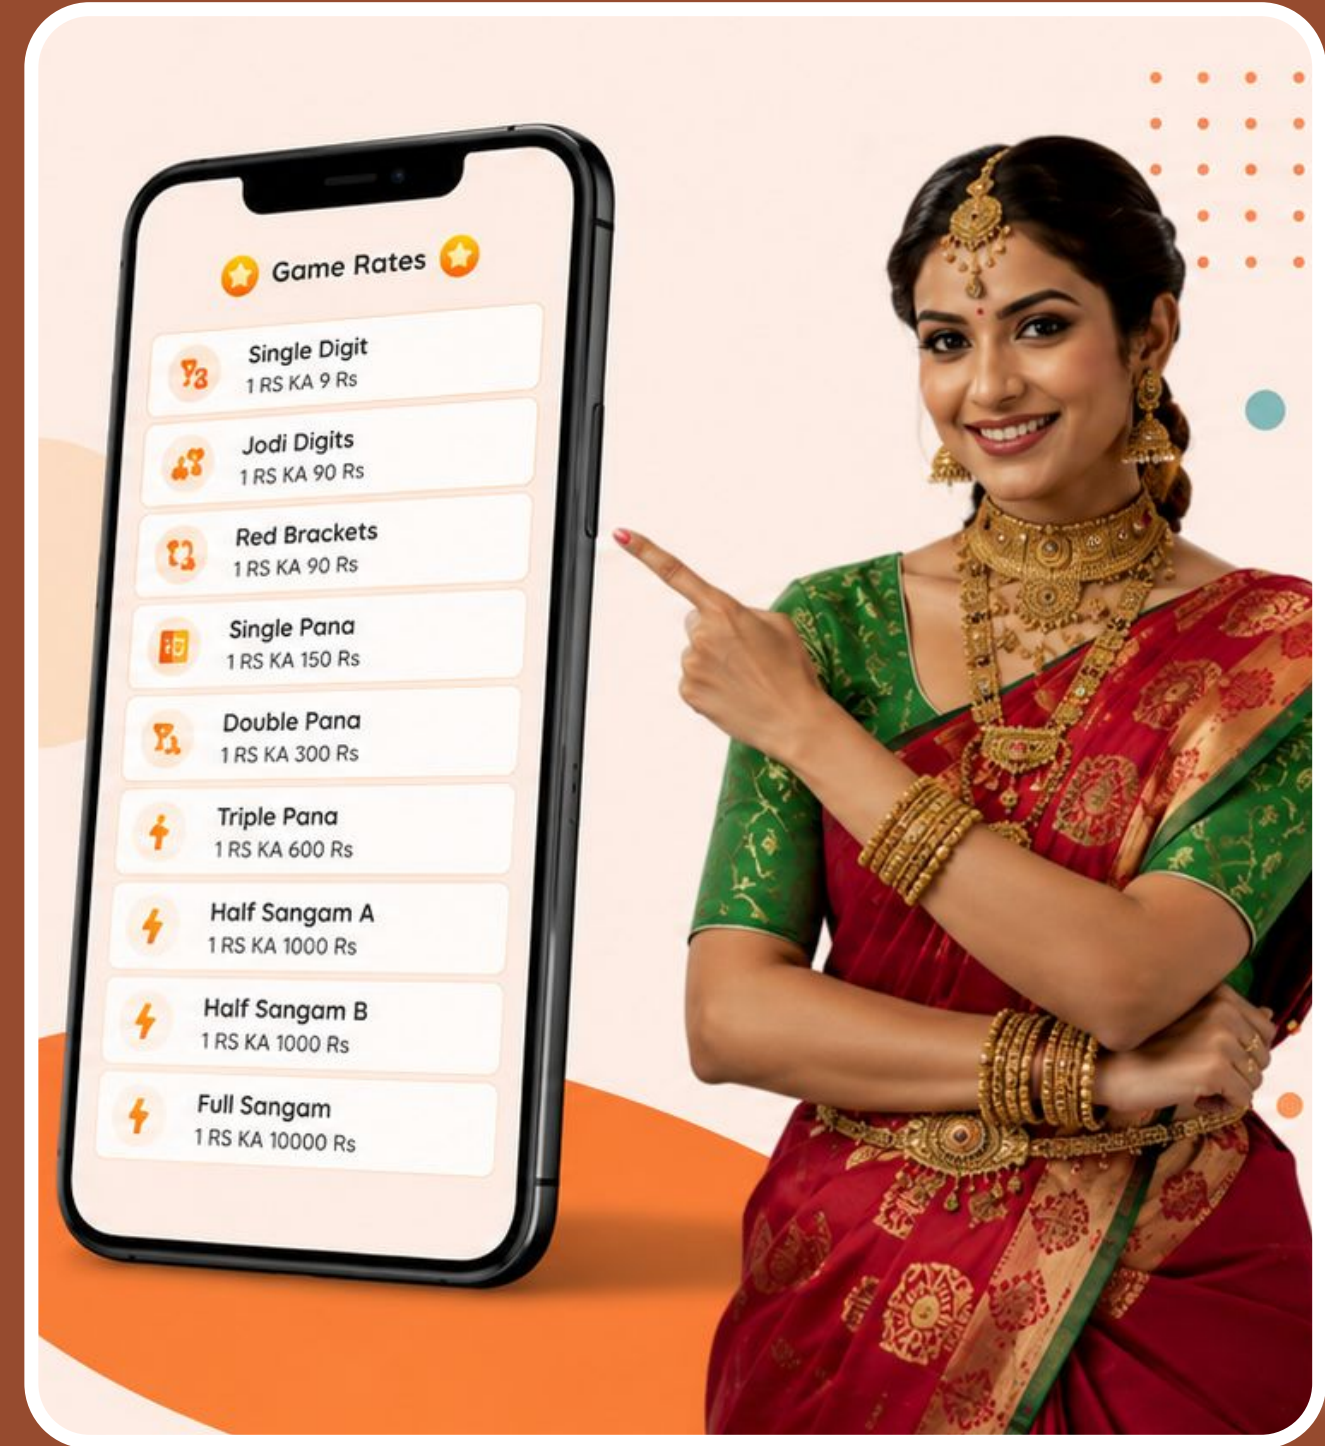 Game Rates
Single Digit
1 RS KA 9 Rs
Jodi Digits
1 RS KA 90 Rs
Red Brackets
1 RS KA 90 Rs
Single Pana
1 RS KA 150 Rs
Double Pana
1 RS KA 300 Rs
Triple Pana
1 RS KA 600 Rs
Half Sangam A
1 RS KA 1000 Rs
Half Sangam B
1 RS KA 1000 Rs
Full Sangam
1 RS KA 10000 Rs